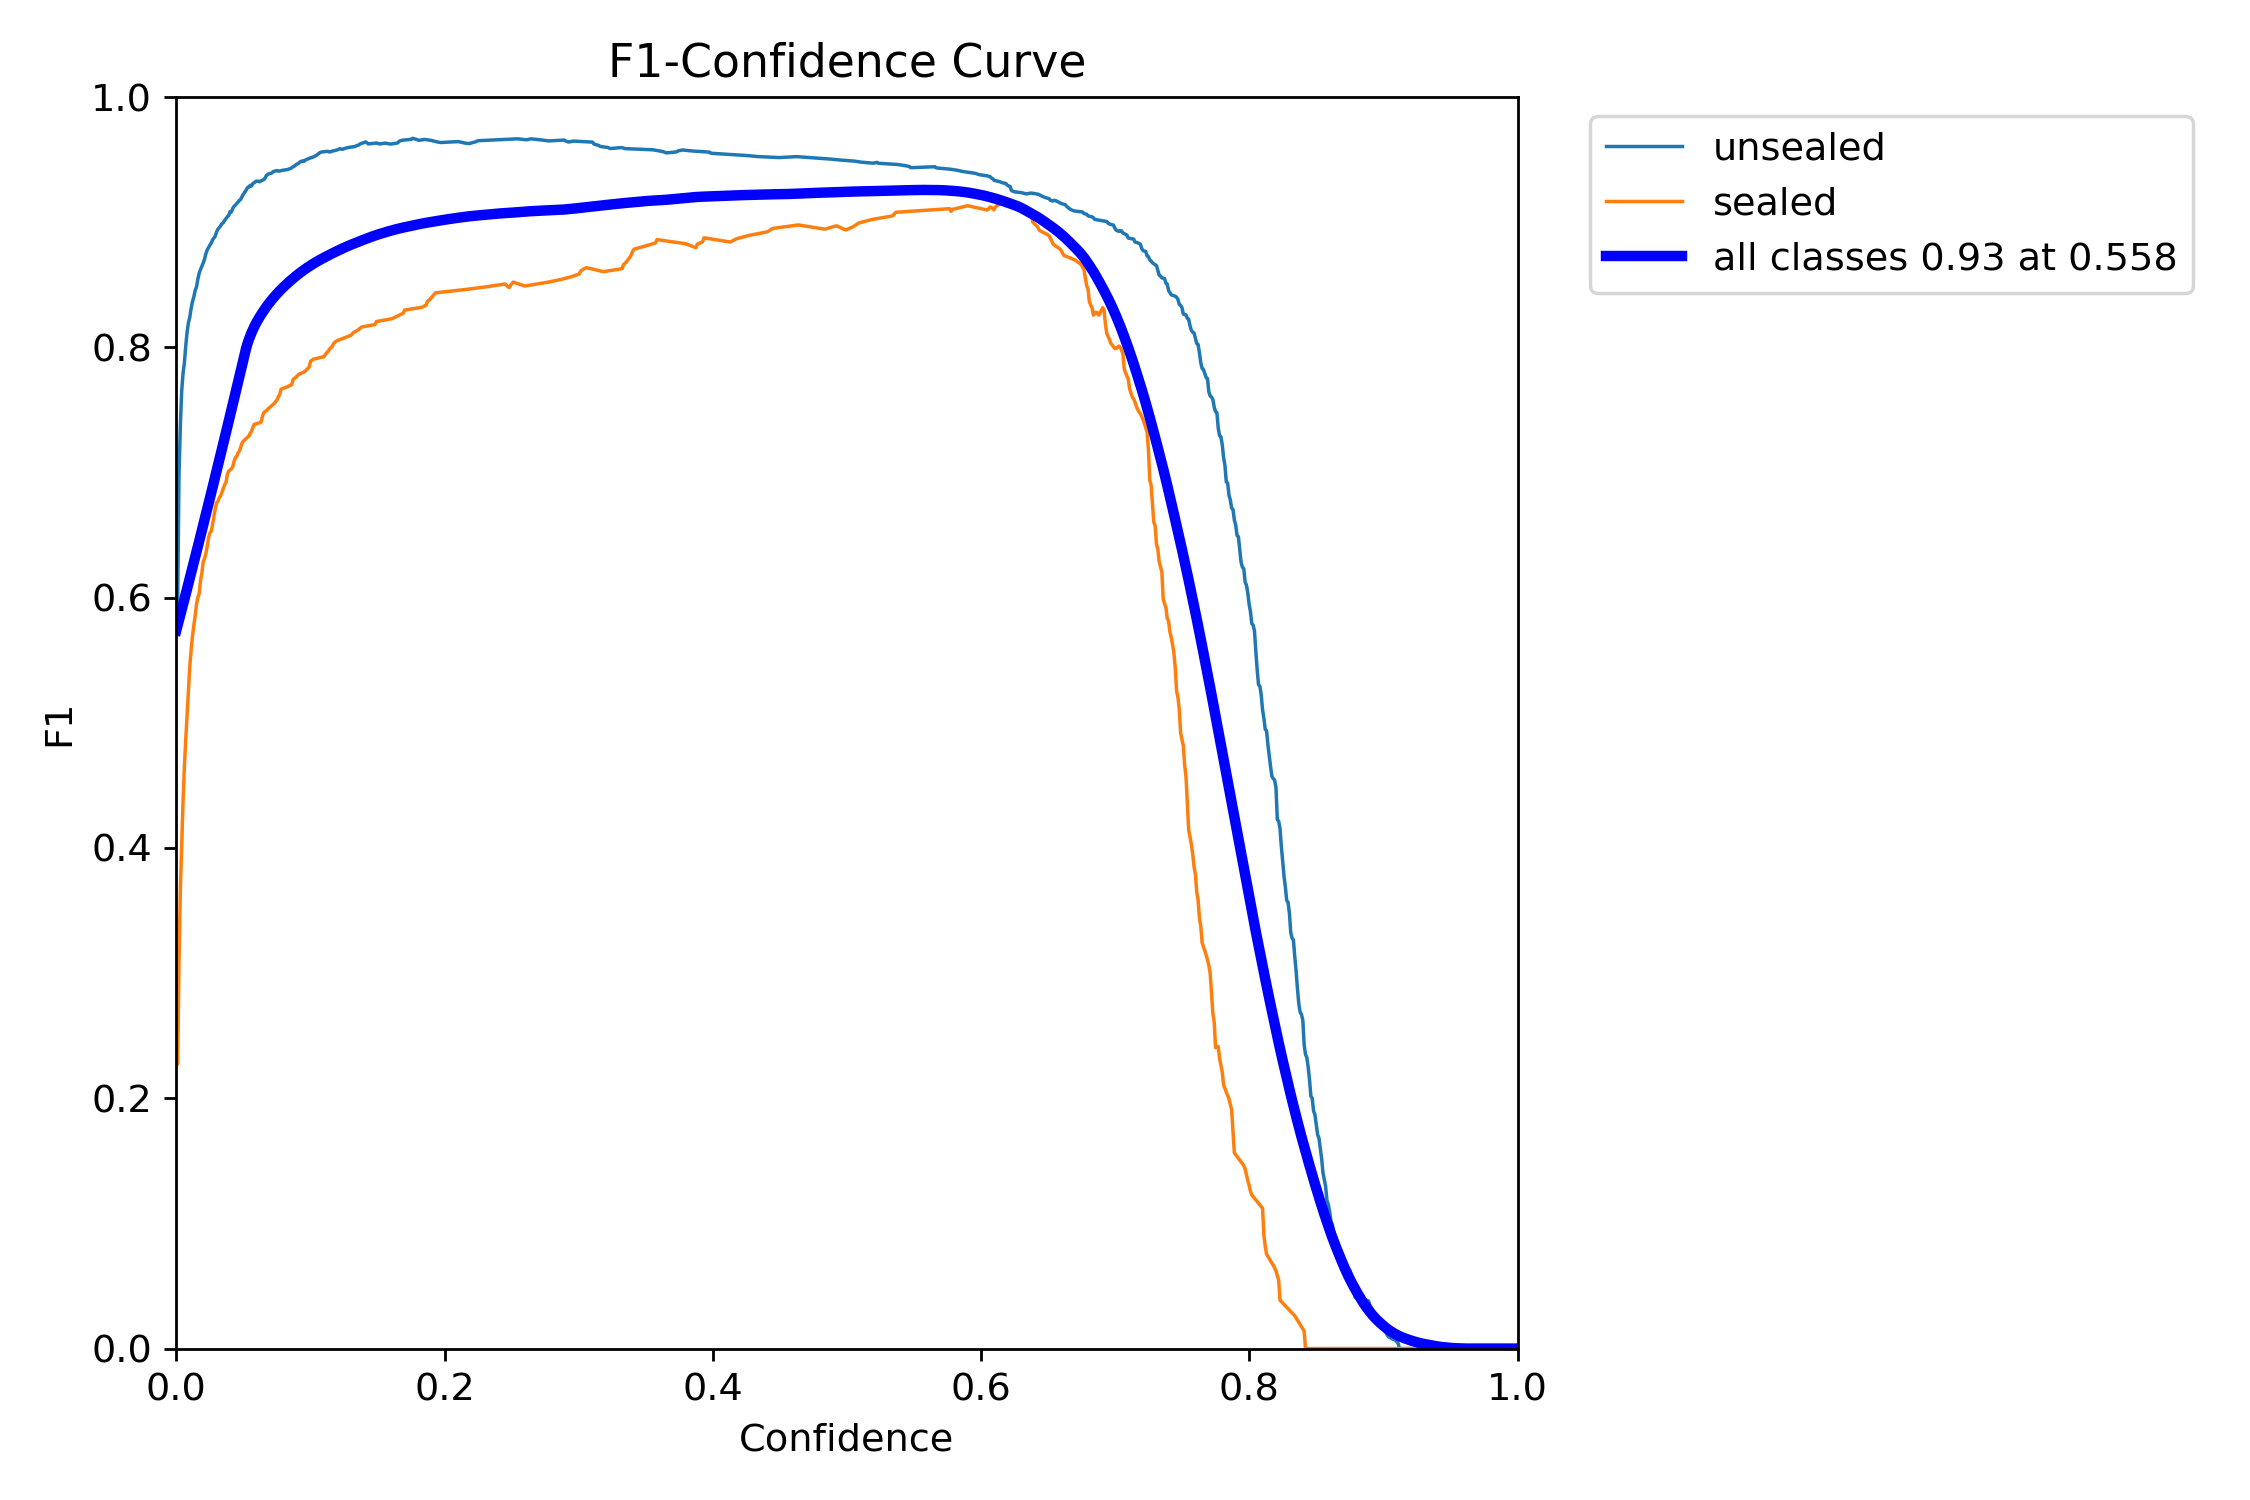 F1-Confidence Curve
unsealed
sealed
all classes 0.93 at 0.558
1.0
0.8
0.6
0.4
0.2
0.0
F1
0.0 0.2 0.4 0.6 0.8 1.0
Confidence